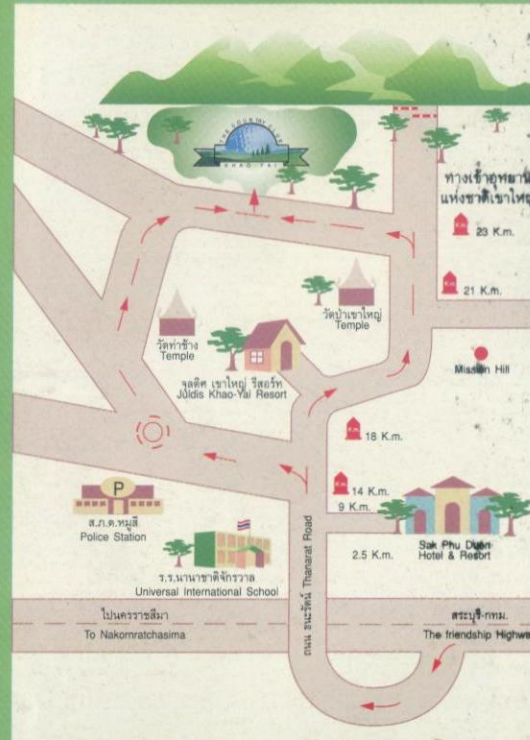 THE COUNTRY CLUB
KHAO-YAI
ทางเข้าอุทยาน
แห่งชาติเขาใหญ่
K.m. 23 K.m.
K.m. 21 K.m.
วัดป่าเขาใหญ่
Temple
วัดท่าช้าง
Temple
จุลดิศ เขาใหญ่ รีสอร์ท
Juldis Khao-Yai Resort
Mission Hill
K.m. 18 K.m.
K.m. 14 K.m.
9 K.m.
P
ส.ภ.ต.หมูสี
Police Station
Sak Phu Duen
Hotel & Resort
2.5 K.m.
ร.ร.นานาชาติจักรวาล
Universal International School
ถนน ธนะรัตน์ Thanarat Road
ไปนครราชสีมา
To Nakornratchasima
สระบุรี-กทม.
The friendship Highwa